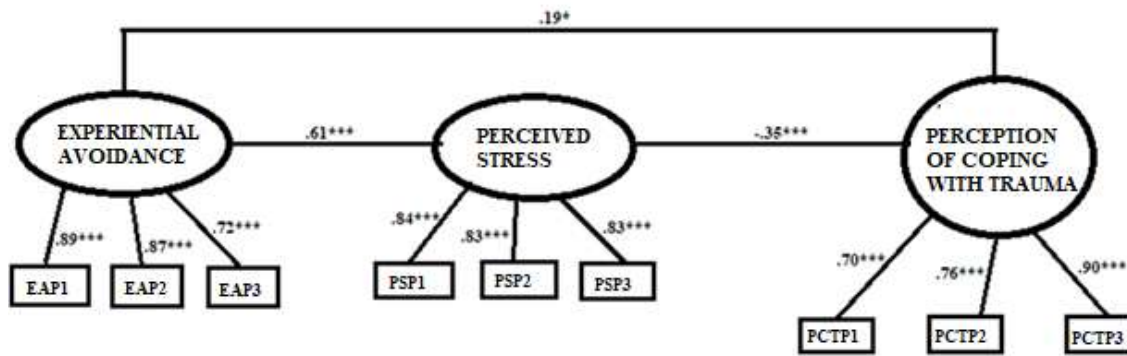 .19*
EXPERIENTIAL
AVOIDANCE
.61***
PERCEIVED
STRESS
-.35***
PERCEPTION
OF COPING
WITH TRAUMA
.89***
.87***
.72***
.84***
.83***
.83***
.70***
.76***
.90***
EAP1
EAP2
EAP3
PSP1
PSP2
PSP3
PCTP1
PCTP2
PCTP3